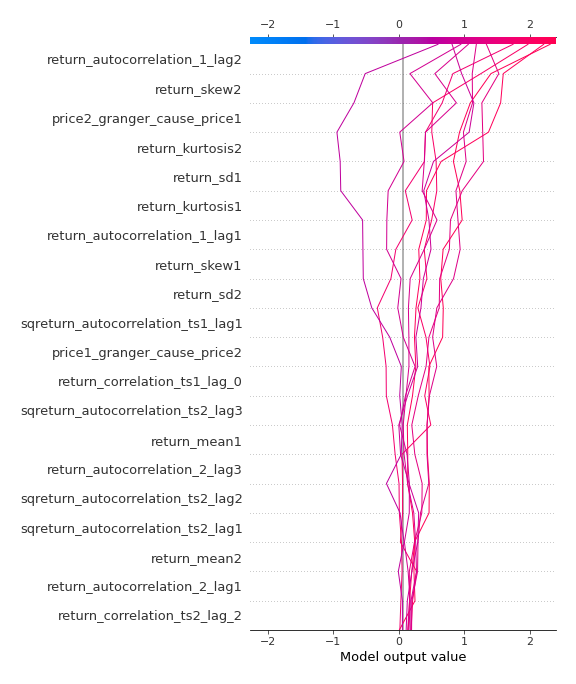 −2 −1 0 1 2
return_autocorrelation_1_lag2
return_skew2
price2_granger_cause_price1
return_kurtosis2
return_sd1
return_kurtosis1
return_autocorrelation_1_lag1
return_skew1
return_sd2
sqreturn_autocorrelation_ts1_lag1
price1_granger_cause_price2
return_correlation_ts1_lag_0
sqreturn_autocorrelation_ts2_lag3
return_mean1
return_autocorrelation_2_lag3
sqreturn_autocorrelation_ts2_lag2
sqreturn_autocorrelation_ts2_lag1
return_mean2
return_autocorrelation_2_lag1
return_correlation_ts2_lag_2
−2 −1 0 1 2
Model output value